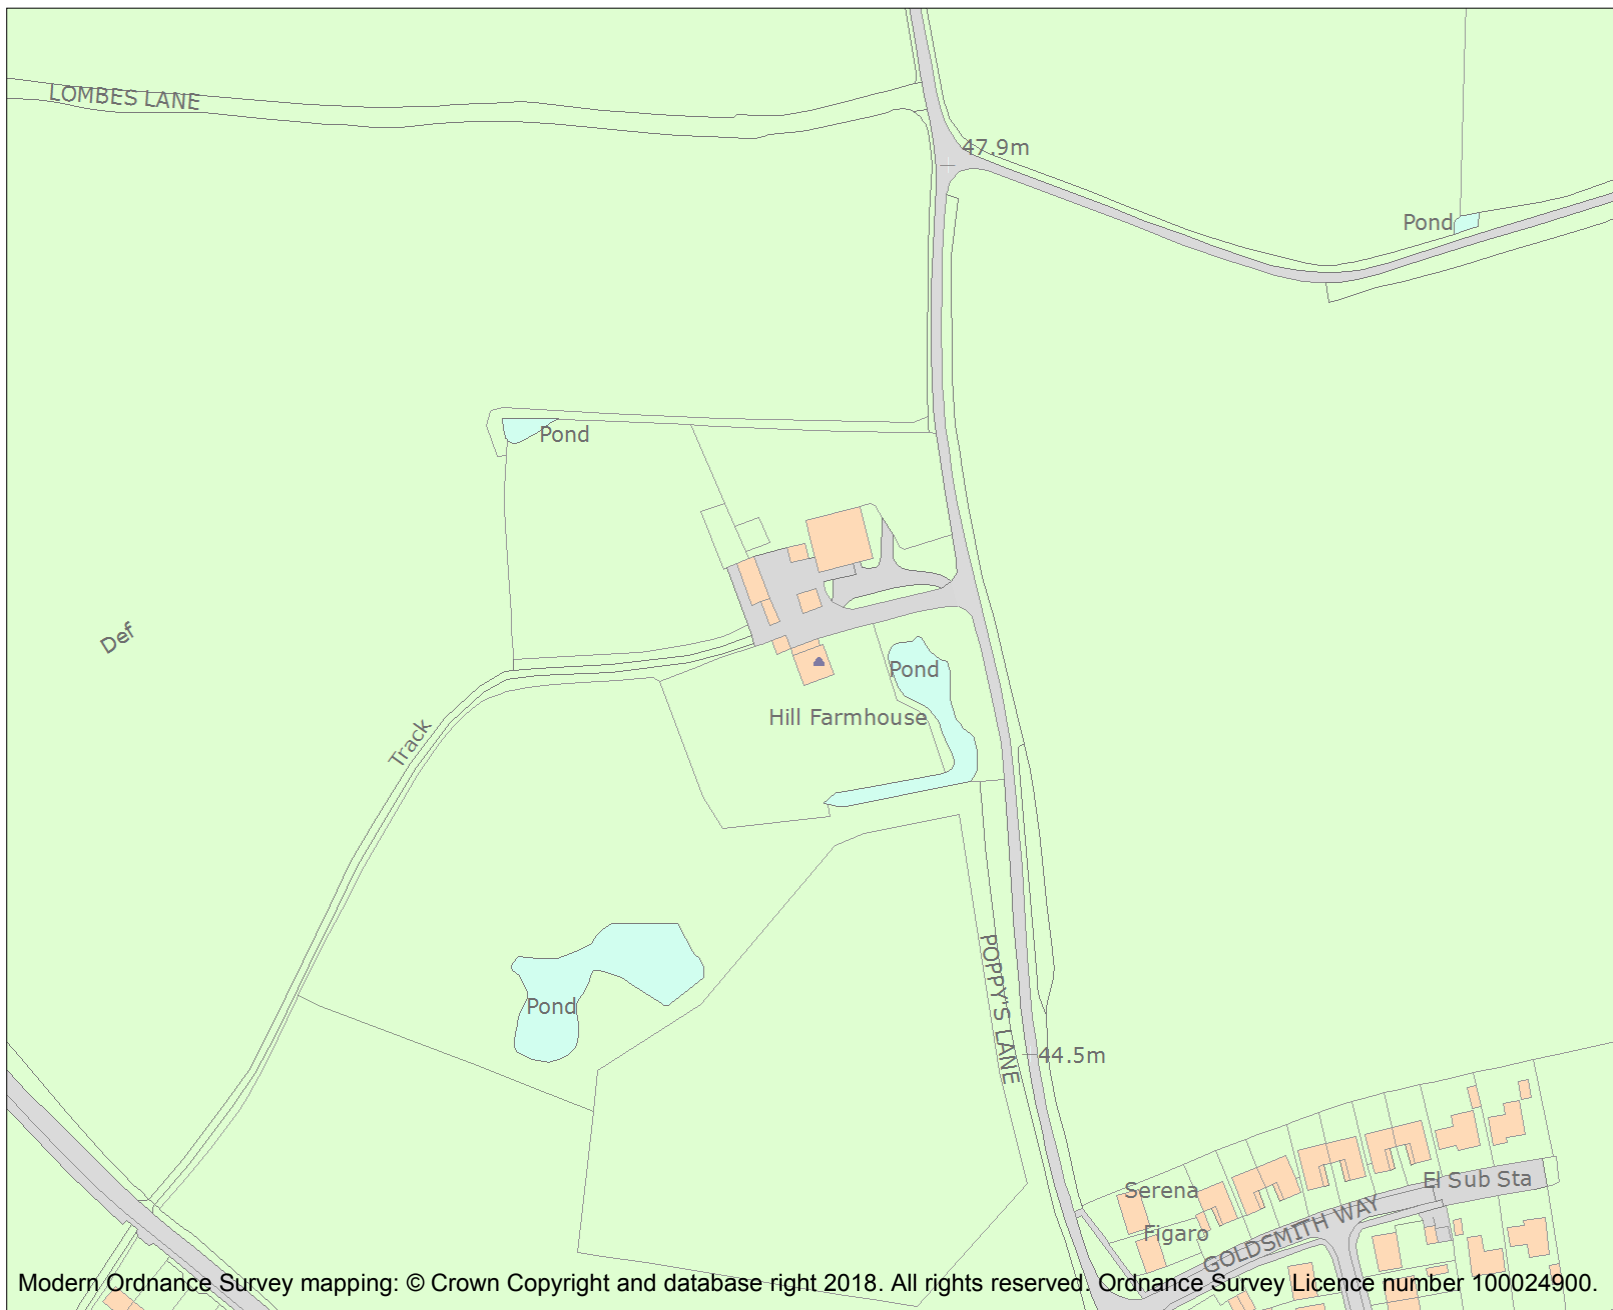 LOMBES LANE
47.9m
Pond
Pond
Def
Pond
Hill Farmhouse
Track
Pond
POPPY'S LANE
44.5m
El Sub Sta
Serena
Figaro
GOLDSMITH WAY
Modern Ordnance Survey mapping: © Crown Copyright and database right 2018. All rights reserved. Ordnance Survey Licence number 100024900.